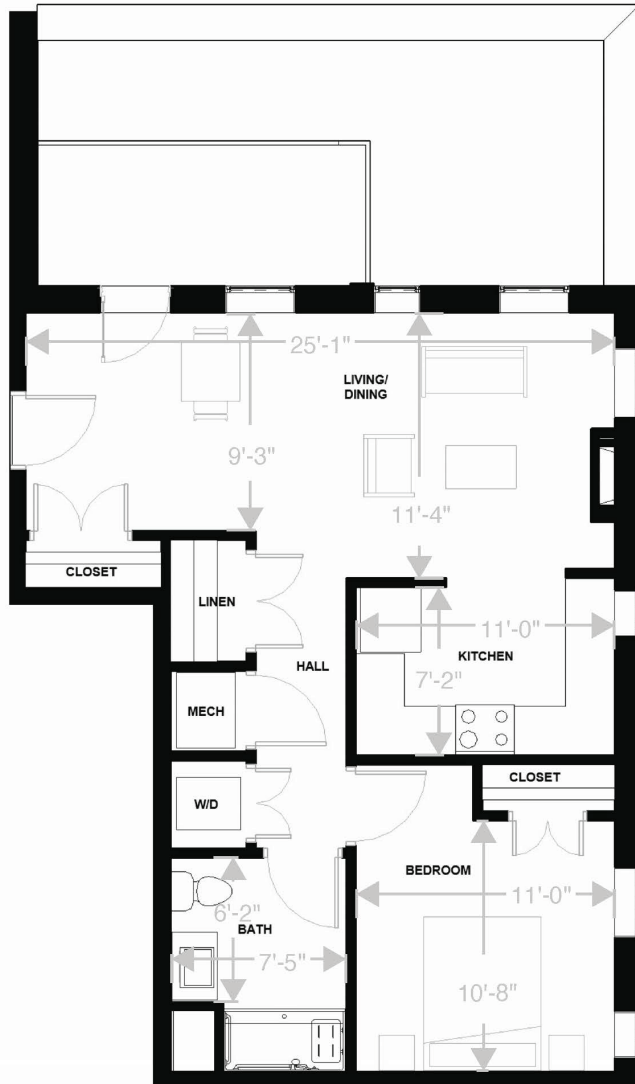 25'-1"
LIVING/
DINING
9'-3"
11'-4"
CLOSET
LINEN
11'-0"
KITCHEN
HALL
7'-2"
MECH
CLOSET
W/D
BEDROOM
11'-0"
6'-2"
BATH
7'-5"
10'-8"